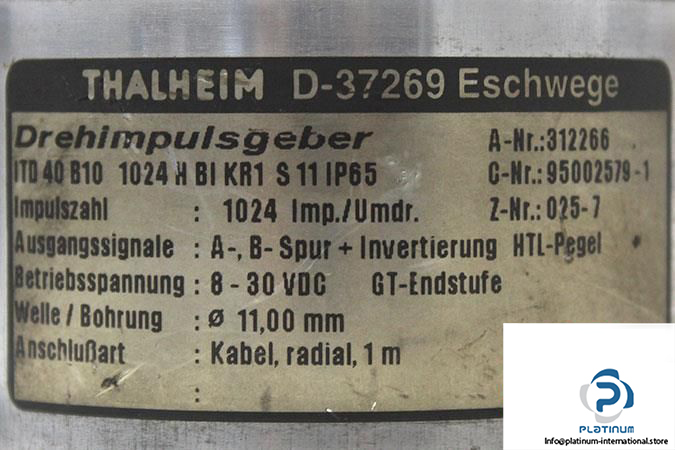 THALHEIM D-37269 Eschwege
Drehimpulsgeber A-Nr.:312266
ITD 40 B10 1024 H BI KR1 S 11 IP65 C-Nr.:95002579-1
Impulszahl : 1024 Imp./Umdr. Z-Nr.:025-7
Ausgangssignale : A-, B- Spur + Invertierung HTL-Pegel
Betriebsspannung : 8 - 30 VDC GT-Endstufe
Welle / Bohrung : ø 11,00 mm
Anschlußart : Kabel, radial, 1 m
:
PLATINUM
Info@platinum-international.store